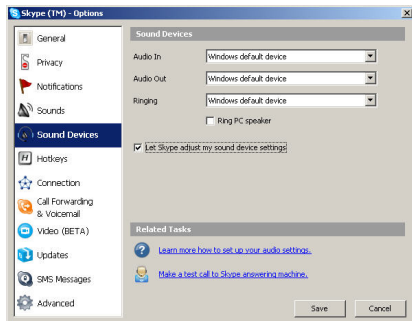 Skype (TM) - Options
General
Privacy
Notifications
Sounds
Sound Devices
Hotkeys
Connection
Call Forwarding
& Voicemail
Video (BETA)
Updates
SMS Messages
Advanced
Sound Devices
Audio In
Windows default device
Audio Out
Windows default device
Ringing
Windows default device
Ring PC speaker
Let Skype adjust my sound device settings
Related Tasks
Learn more how to set up your audio settings.
Make a test call to Skype answering machine.
Save
Cancel